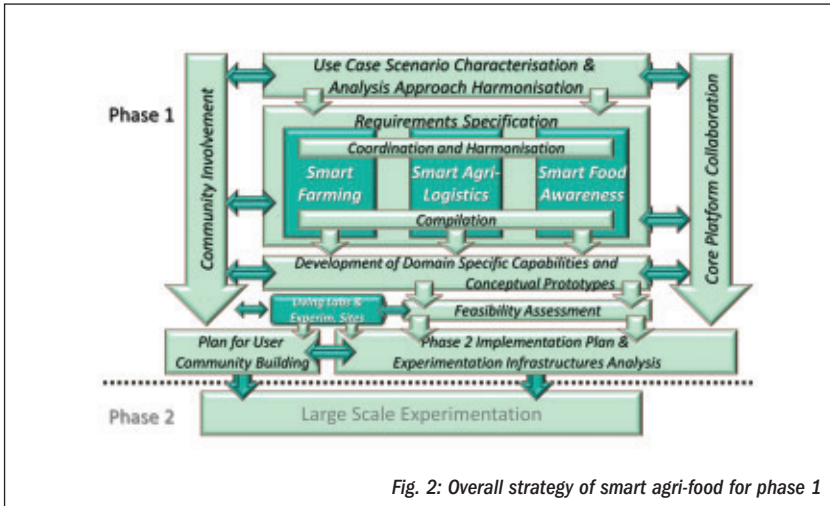 Use Case Scenario Characterisation &
Analysis Approach Harmonisation
Phase 1
Community Involvement
Core Platform Collaboration
Requirements Specification
Coordination and Harmonisation
Smart
Farming
Smart Agri-
Logistics
Smart Food
Awareness
Compilation
Development of Domain Specific Capabilities and
Conceptual Prototypes
Living Labs &
Experim. Sites
Feasibility Assessment
Plan for User
Community Building
Phase 2 Implementation Plan &
Experimentation Infrastructures Analysis
Phase 2
Large Scale Experimentation
Fig. 2: Overall strategy of smart agri-food for phase 1